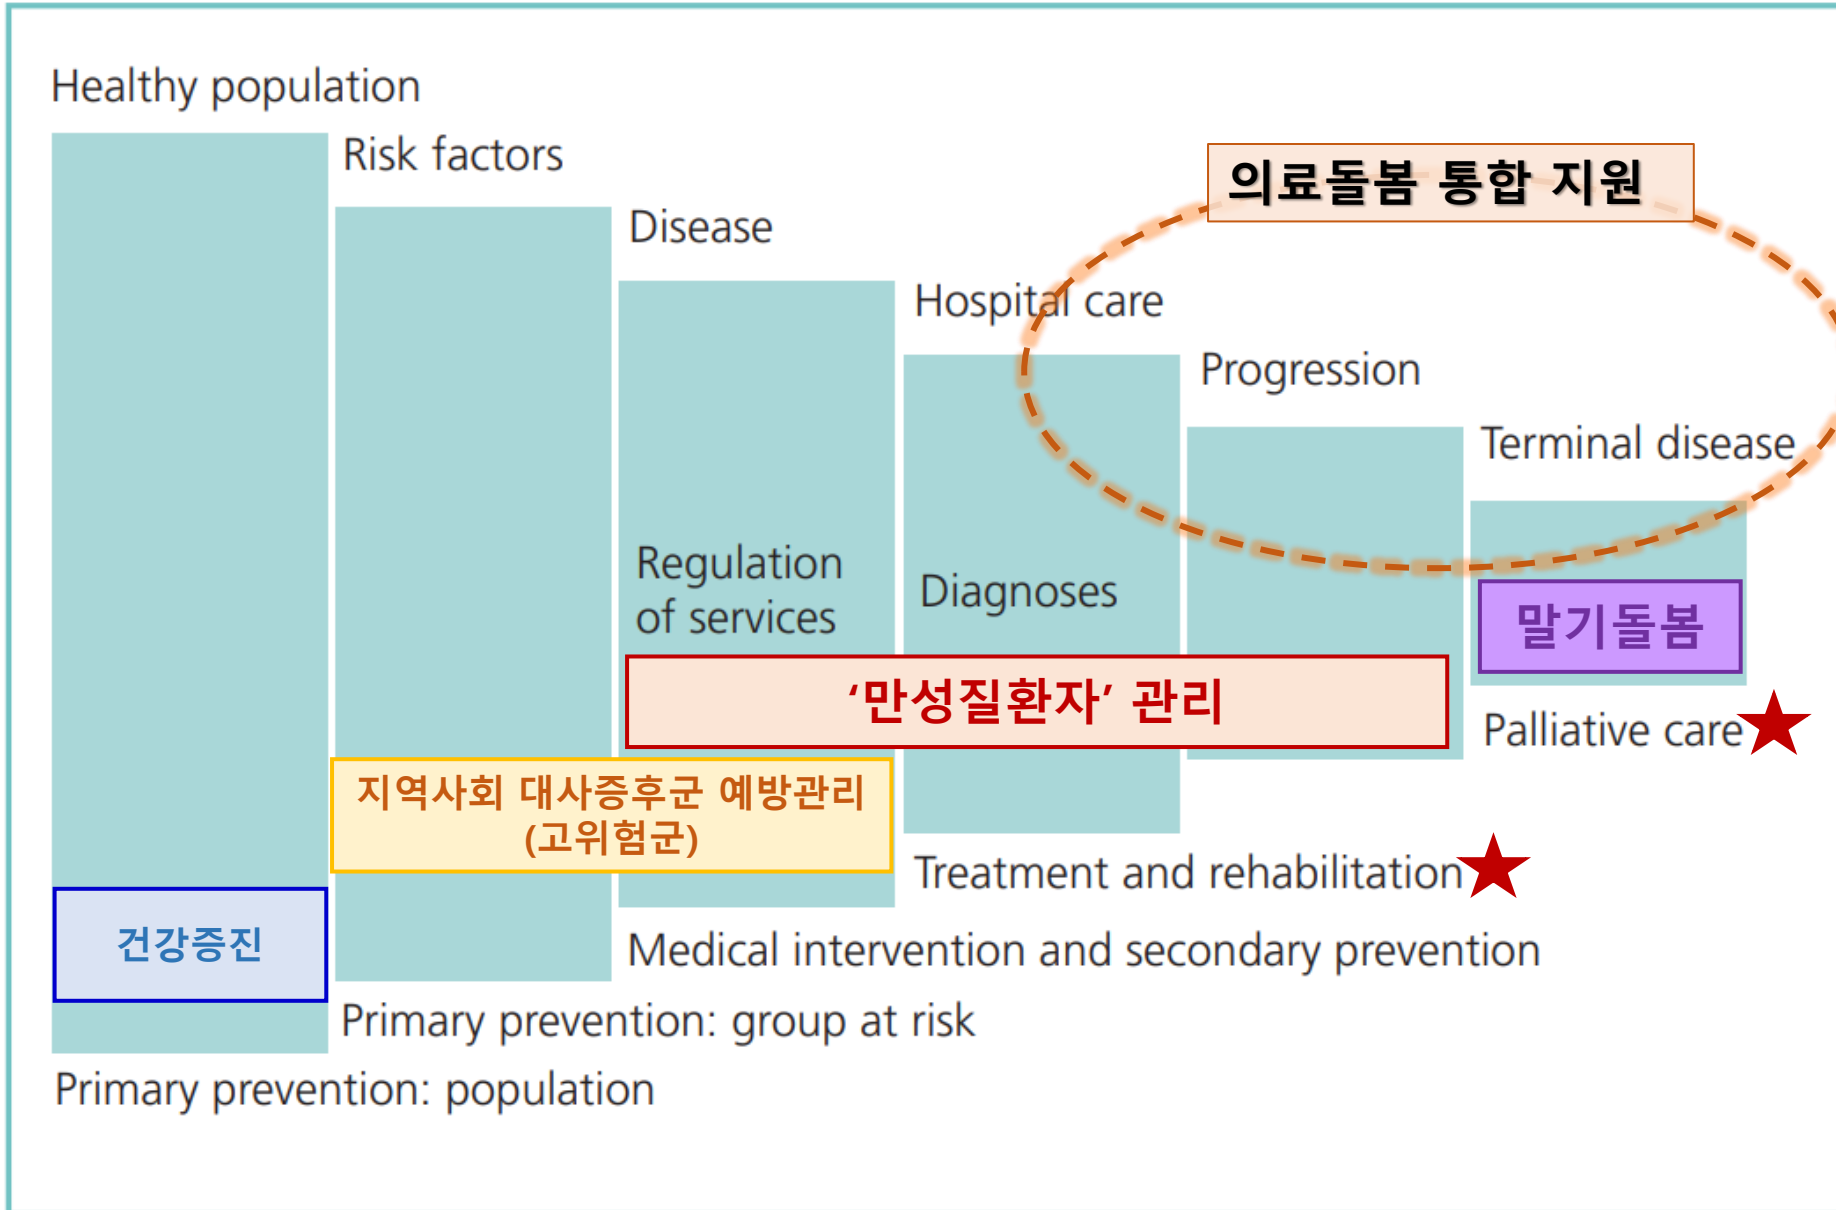 Healthy population
Risk factors
의료돌봄 통합 지원
Disease
Hospital care
Progression
Terminal disease
Regulation
of services
Diagnoses
말기돌봄
‘만성질환자’ 관리
Palliative care
지역사회 대사증후군 예방관리
(고위험군)
Treatment and rehabilitation
건강증진
Medical intervention and secondary prevention
Primary prevention: group at risk
Primary prevention: population